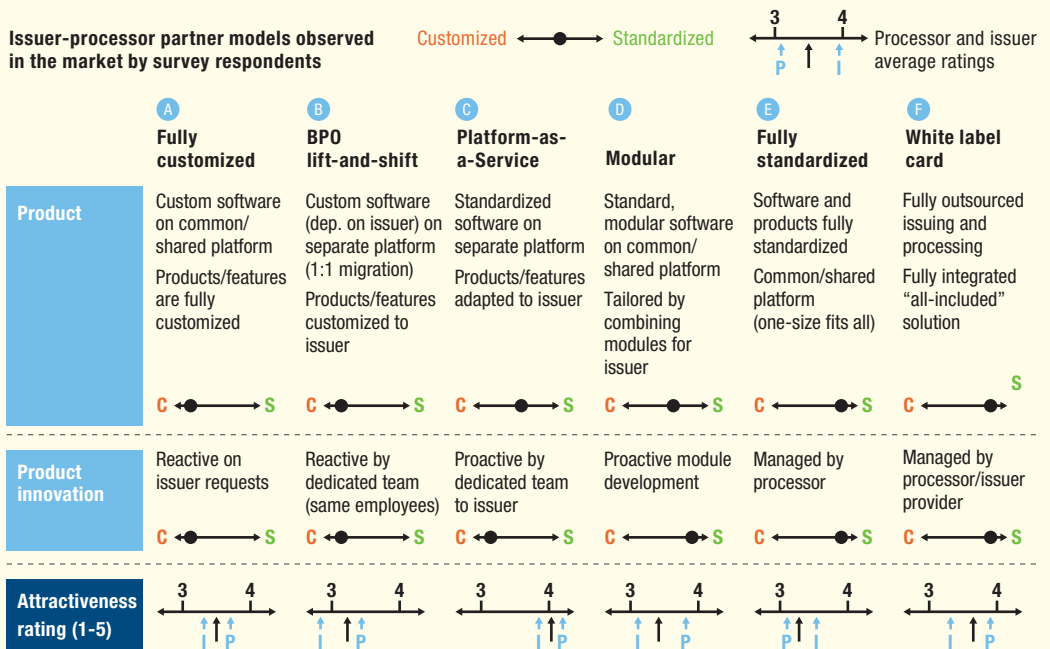 Issuer-processor partner models observed
in the market by survey respondents
Customized
Standardized
3 4
P I
Processor and issuer
average ratings
A
Fully
customized
B
BPO
lift-and-shift
C
Platform-as-
a-Service
D
Modular
E
Fully
standardized
F
White label
card
Product
Custom software
on common/
shared platform
Products/features
are fully
customized
C S
Custom software
(dep. on issuer) on
separate platform
(1:1 migration)
Products/features
customized to
issuer
C S
Standardized
software on
separate platform
Products/features
adapted to issuer
C S
Standard,
modular software
on common/
shared platform
Tailored by
combining
modules for
issuer
C S
Software and
products fully
standardized
Common/shared
platform
(one-size fits all)
C S
Fully outsourced
issuing and
processing
Fully integrated
“all-included”
solution
S
C
Product
innovation
Reactive on
issuer requests
C S
Reactive by
dedicated team
(same employees)
C S
Proactive by
dedicated team
to issuer
C S
Proactive module
development
C S
Managed by
processor
C S
Managed by
processor/issuer
provider
C S
Attractiveness
rating (1-5)
3 4
I P
3 4
I P
3 4
I P
3 4
I P
3 4
P I
3 4
I P